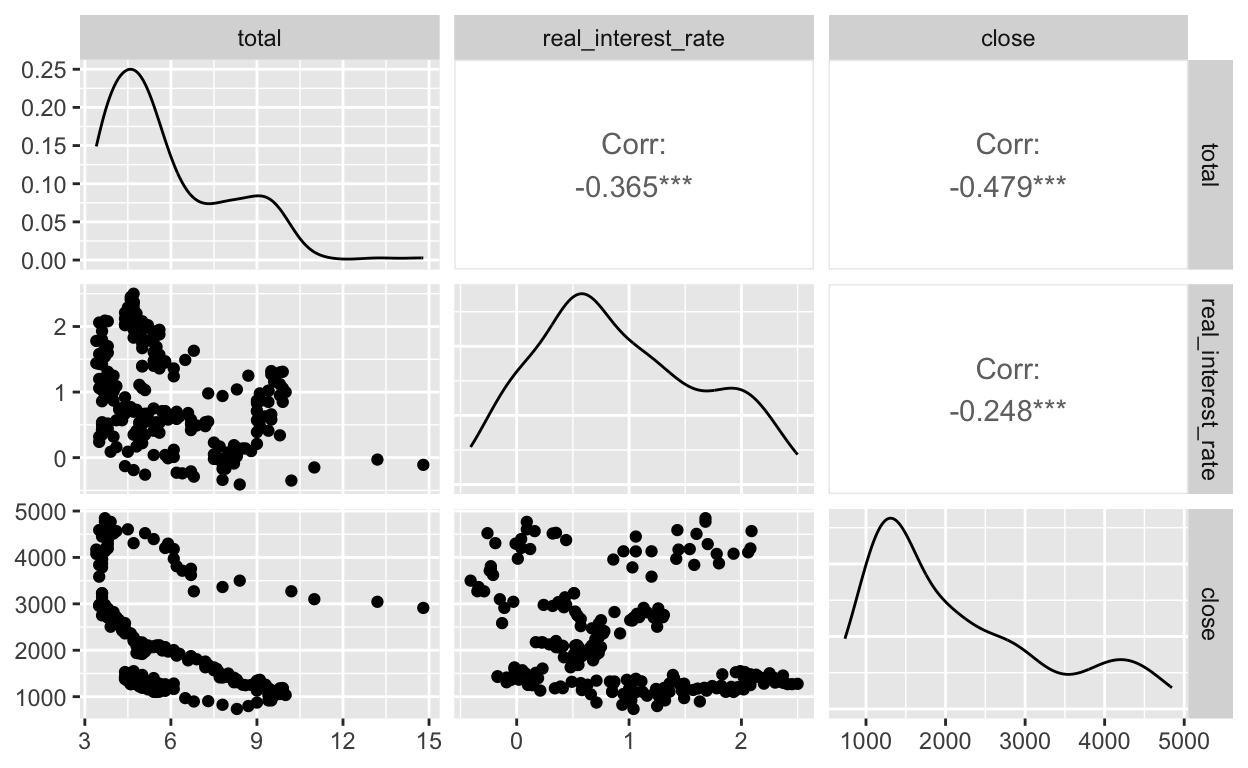 total real_interest_rate close
0.25
0.20
0.15
0.10
0.05
0.00
Corr:
-0.365***
Corr:
-0.479***
total
2
1
0
Corr:
-0.248***
real_interest_rate
5000
4000
3000
2000
1000
close
3 6 9 12 15
0 1 2
1000 2000 3000 4000 5000